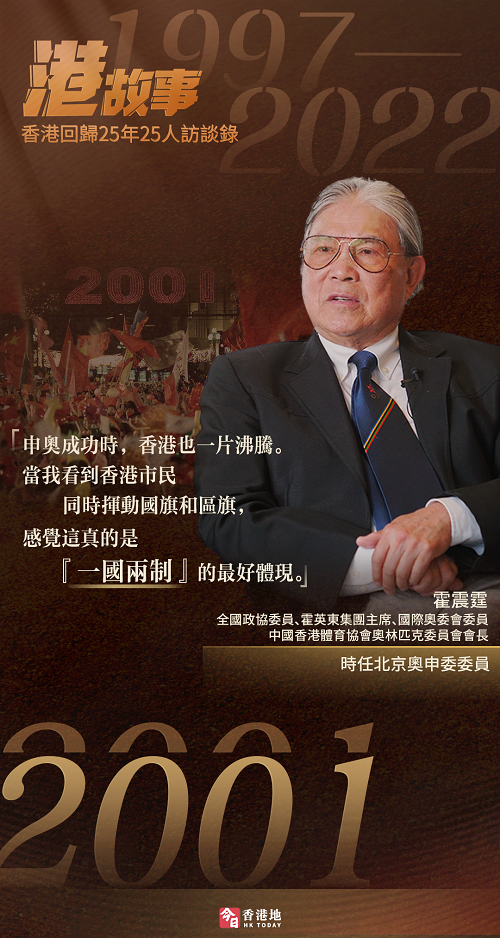 1997—
2022
港故事
香港回歸25年25人訪談錄
2001
「申奧成功時，香港也一片沸騰。
當我看到香港市民
同時揮動國旗和區旗，
感覺這真的是
『一國兩制』的最好體現。」
霍震霆
全國政協委員、霍英東集團主席、國際奧委會委員
中國香港體育協會奧林匹克委員會會長
時任北京奧申委委員
2001
今日 香港地
HK TODAY